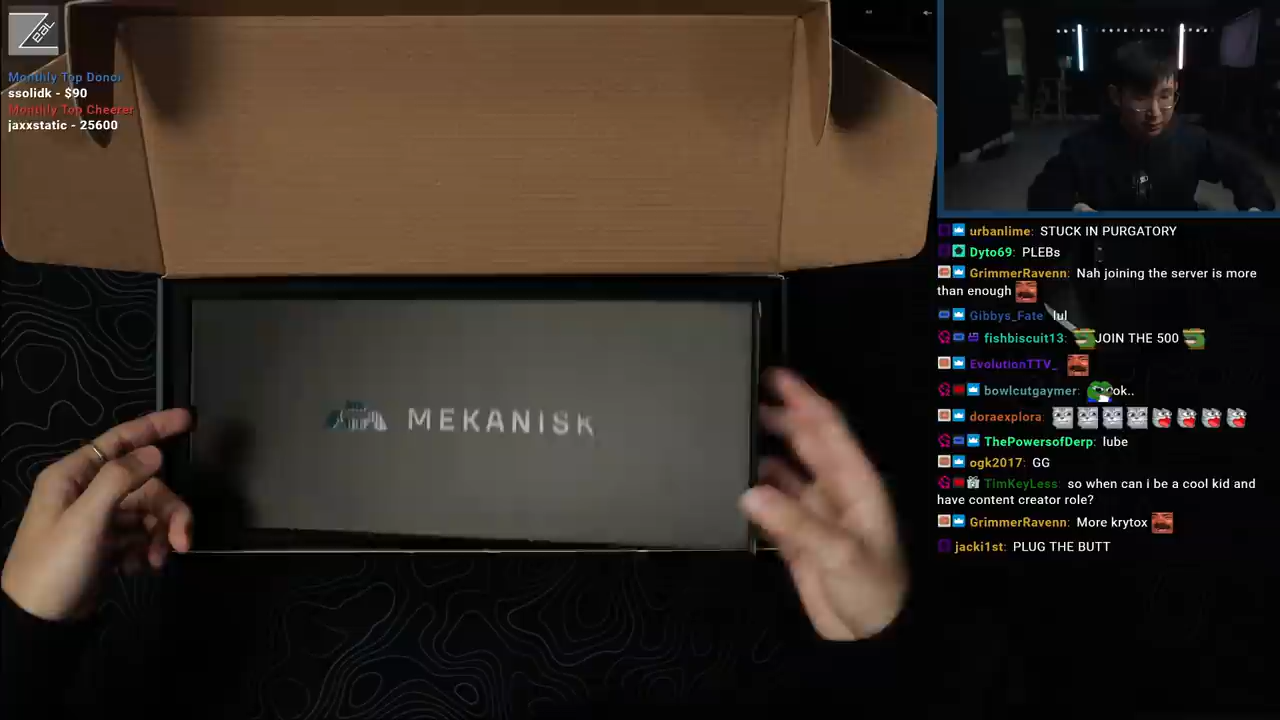 Zeal
Monthly Top Donor
ssolidk - $90
Monthly Top Cheerer
jaxxstatic - 25600
MEKANISK
urbanlime: STUCK IN PURGATORY
Dyto69: PLEBs
GrimmerRavenn: Nah joining the server is more
than enough
Gibbys_Fate: lul
fishbiscuit13: JOIN THE 500
EvolutionTTV_:
bowlcutgaymer: ok..
doraexplora:
ThePowersofDerp: lube
ogk2017: GG
TimKeyLess: so when can i be a cool kid and
have content creator role?
GrimmerRavenn: More krytox
jacki1st: PLUG THE BUTT